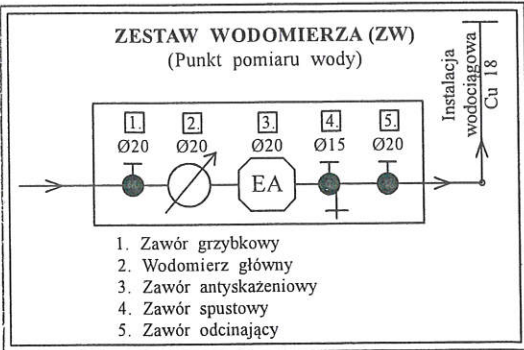 ZESTAW WODOMIERZA (ZW)
(Punkt pomiaru wody)
Instalacja
wodociągowa
Cu 18
1. 2. 3. 4. 5.
Ø20 Ø20 Ø20 Ø15 Ø20
EA
1. Zawór grzybkowy
2. Wodomierz główny
3. Zawór antyskażeniowy
4. Zawór spustowy
5. Zawór odcinający